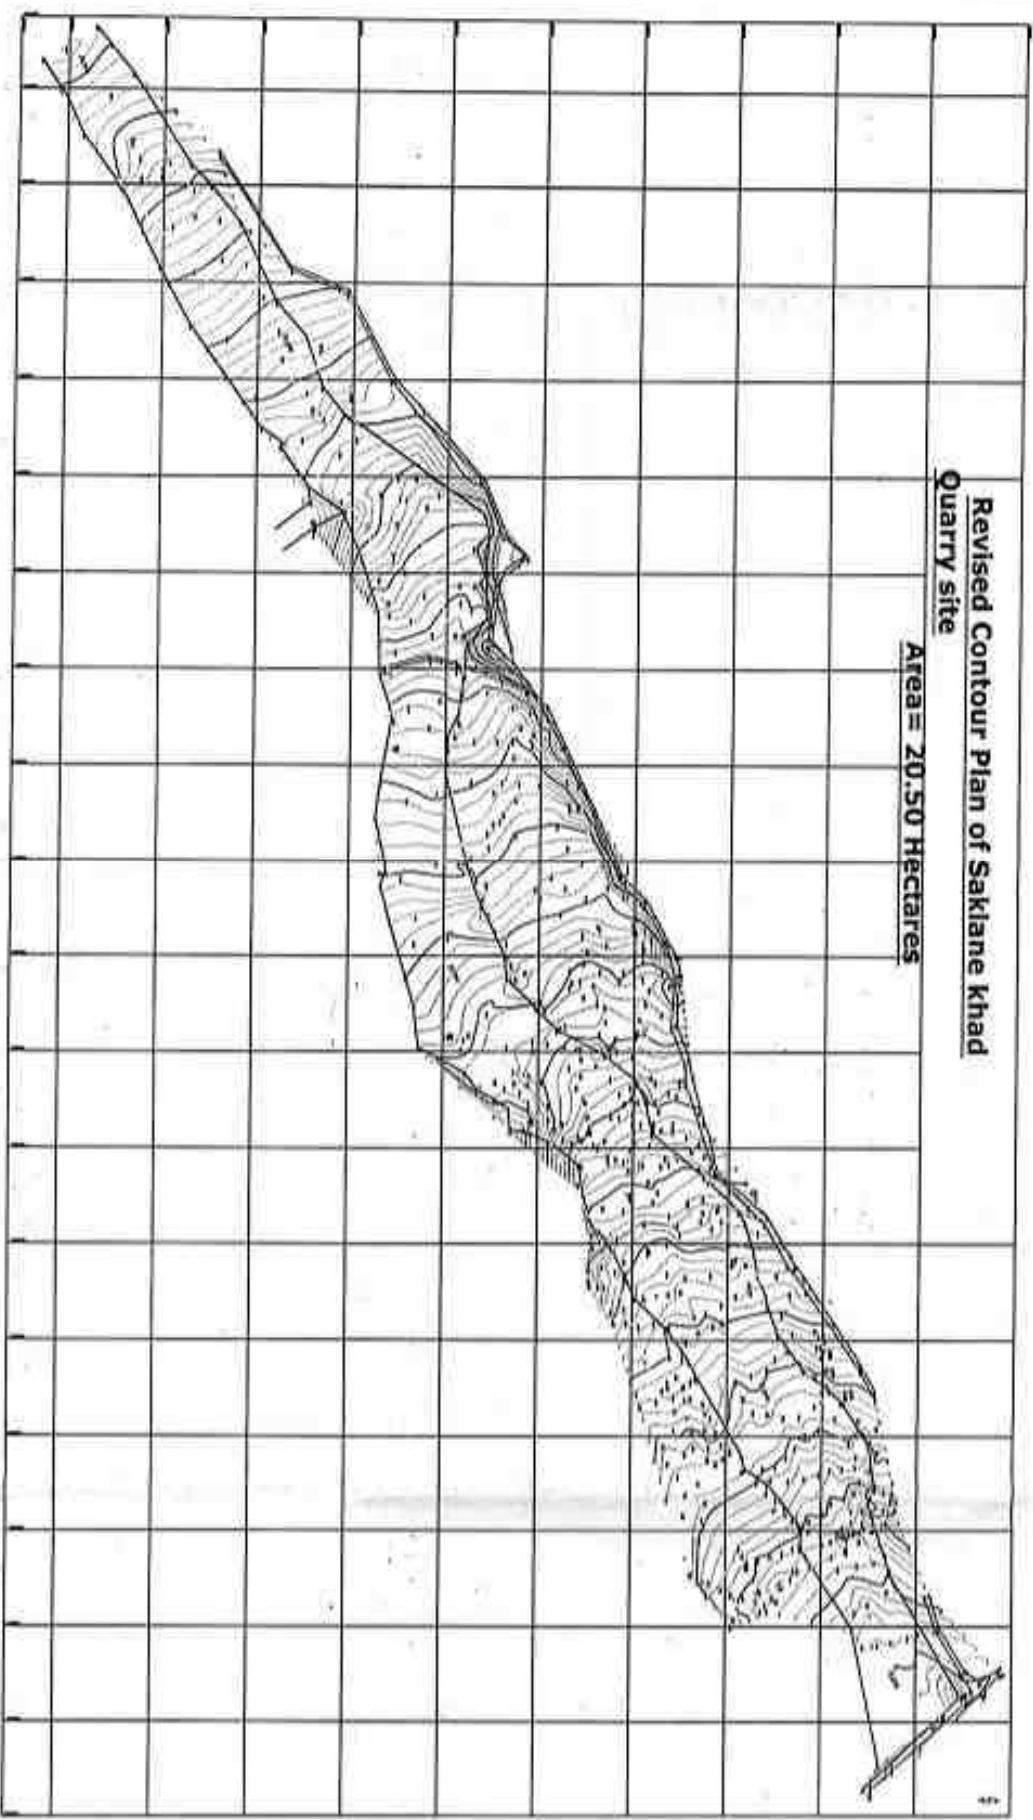 Revised Contour Plan of Saklane khad
Quarry site
Area= 20.50 Hectares